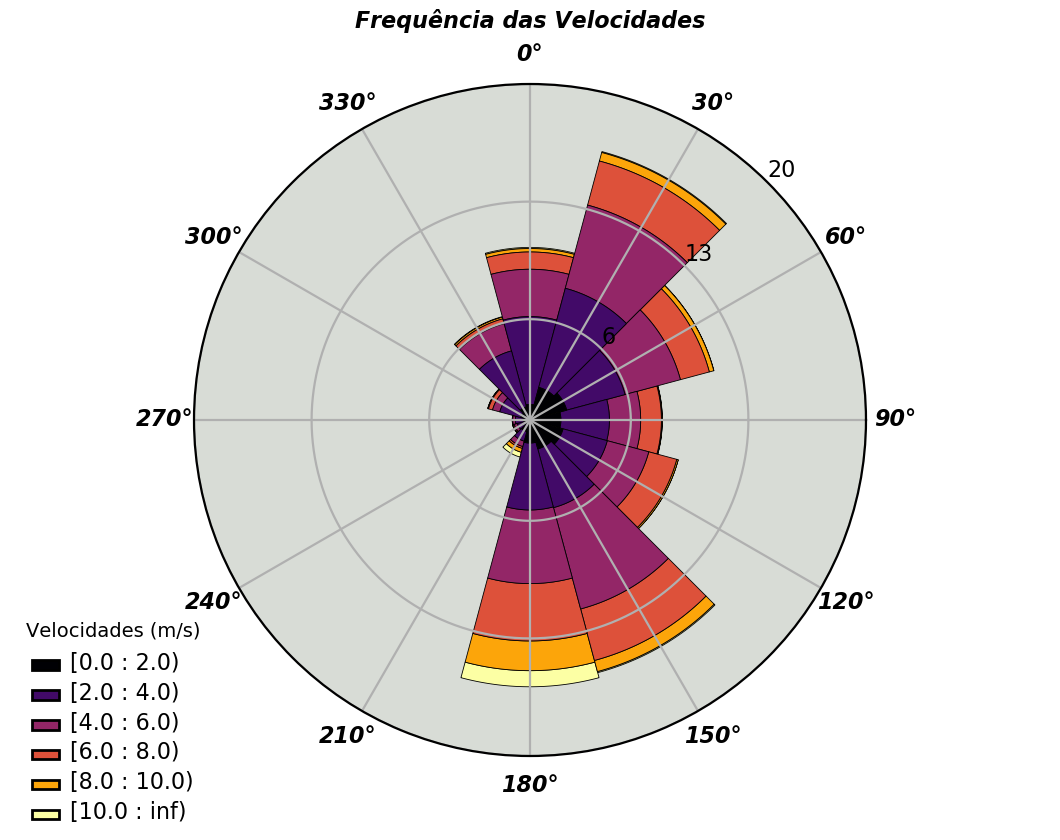 Frequência das Velocidades
0°
330°
30°
20
300°
60°
13
6
270°
90°
240°
120°
210°
150°
180°
Velocidades (m/s)
[0.0 : 2.0)
[2.0 : 4.0)
[4.0 : 6.0)
[6.0 : 8.0)
[8.0 : 10.0)
[10.0 : inf)